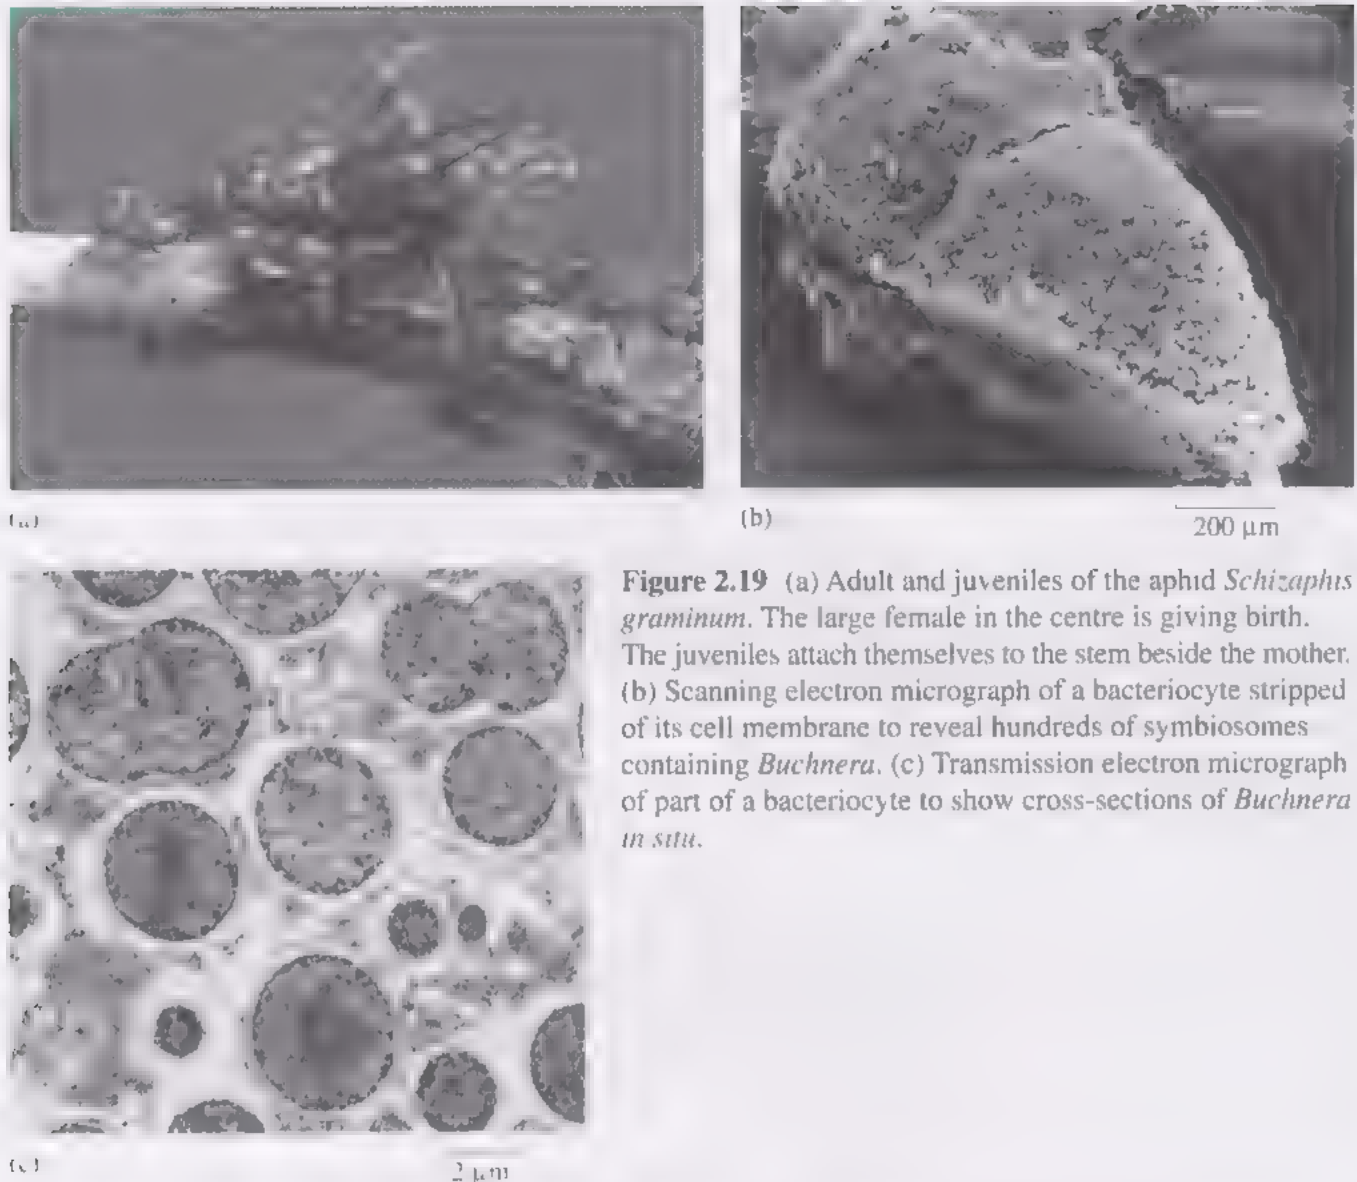 (b)
200 µm
Figure 2.19 (a) Adult and juveniles of the aphid Schizaphis
graminum. The large female in the centre is giving birth.
The juveniles attach themselves to the stem beside the mother.
(b) Scanning electron micrograph of a bacteriocyte stripped
of its cell membrane to reveal hundreds of symbiosomes
containing Buchnera. (c) Transmission electron micrograph
of part of a bacteriocyte to show cross-sections of Buchnera
in situ.
2 µm